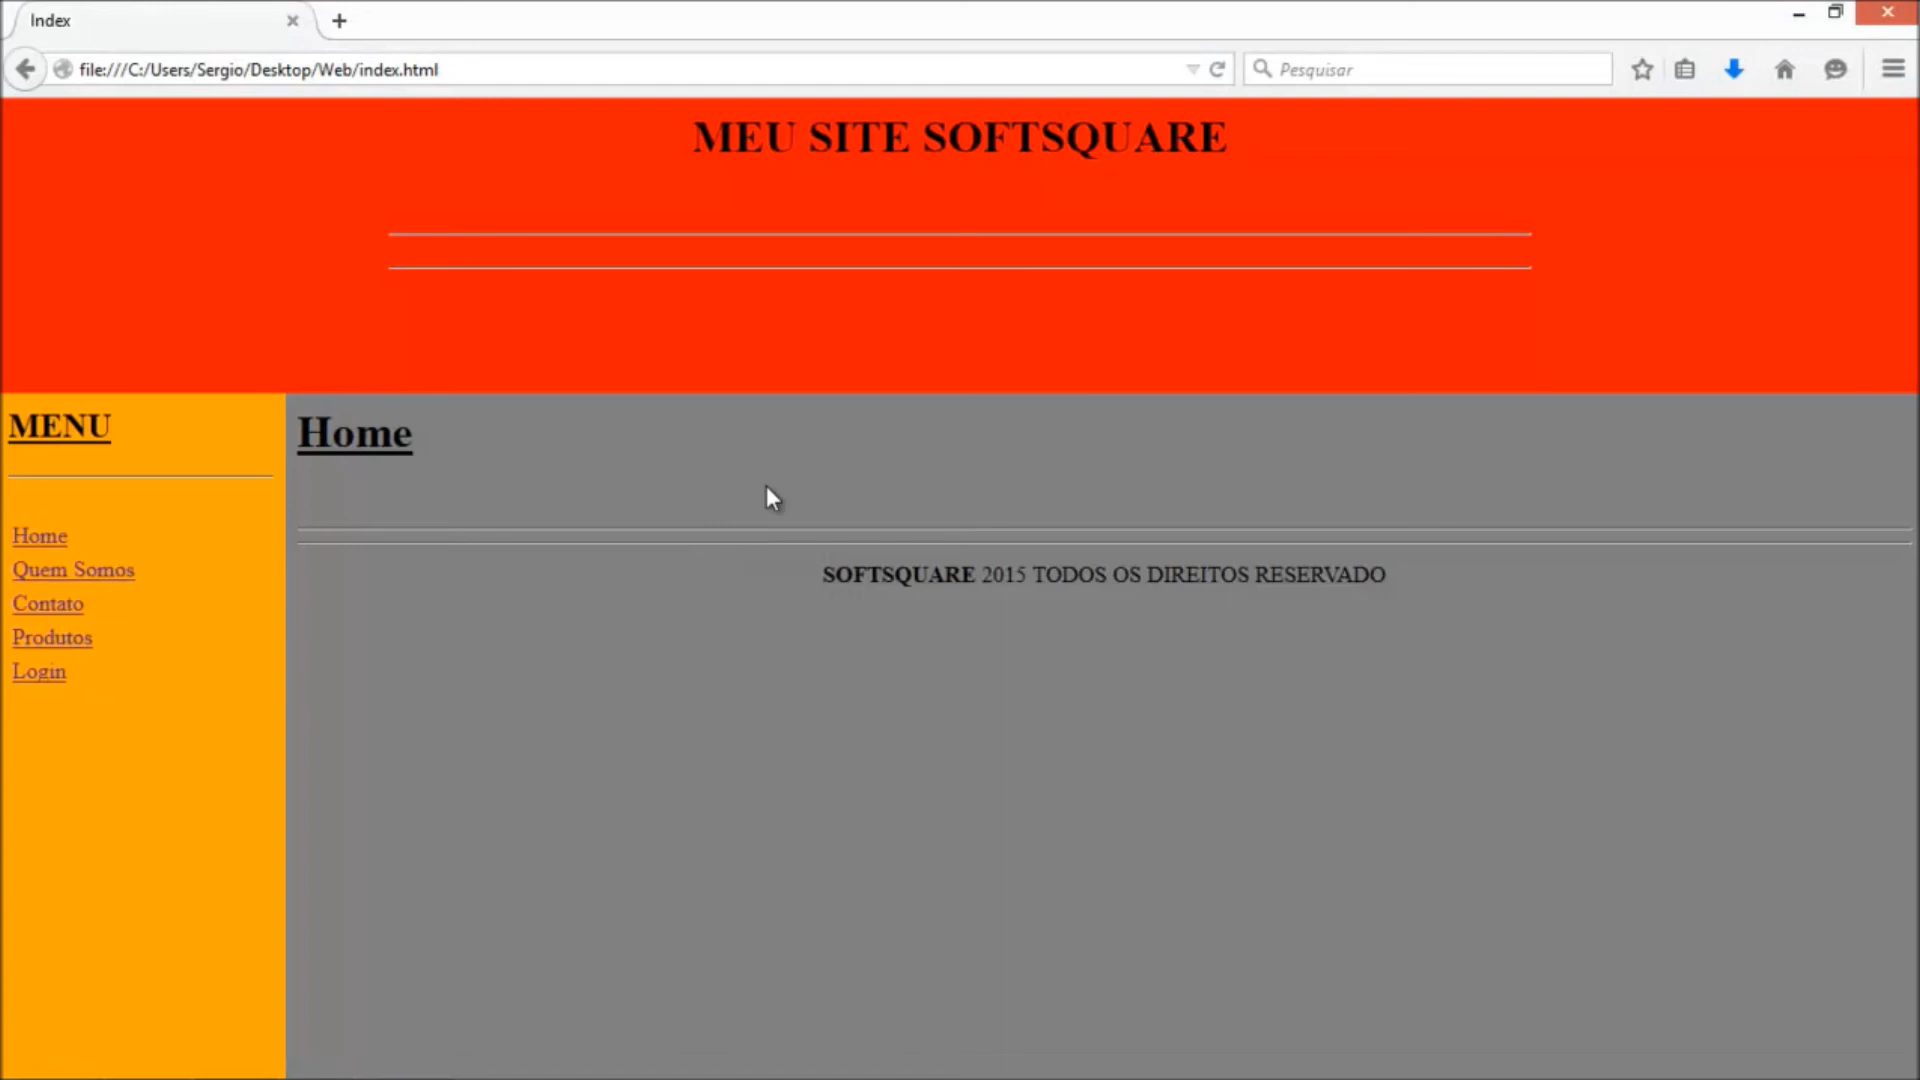 Index
file:///C:/Users/Sergio/Desktop/Web/index.html
Pesquisar
MEU SITE SOFTSQUARE
MENU
Home
Quem Somos
Contato
Produtos
Login
Home
SOFTSQUARE 2015 TODOS OS DIREITOS RESERVADO